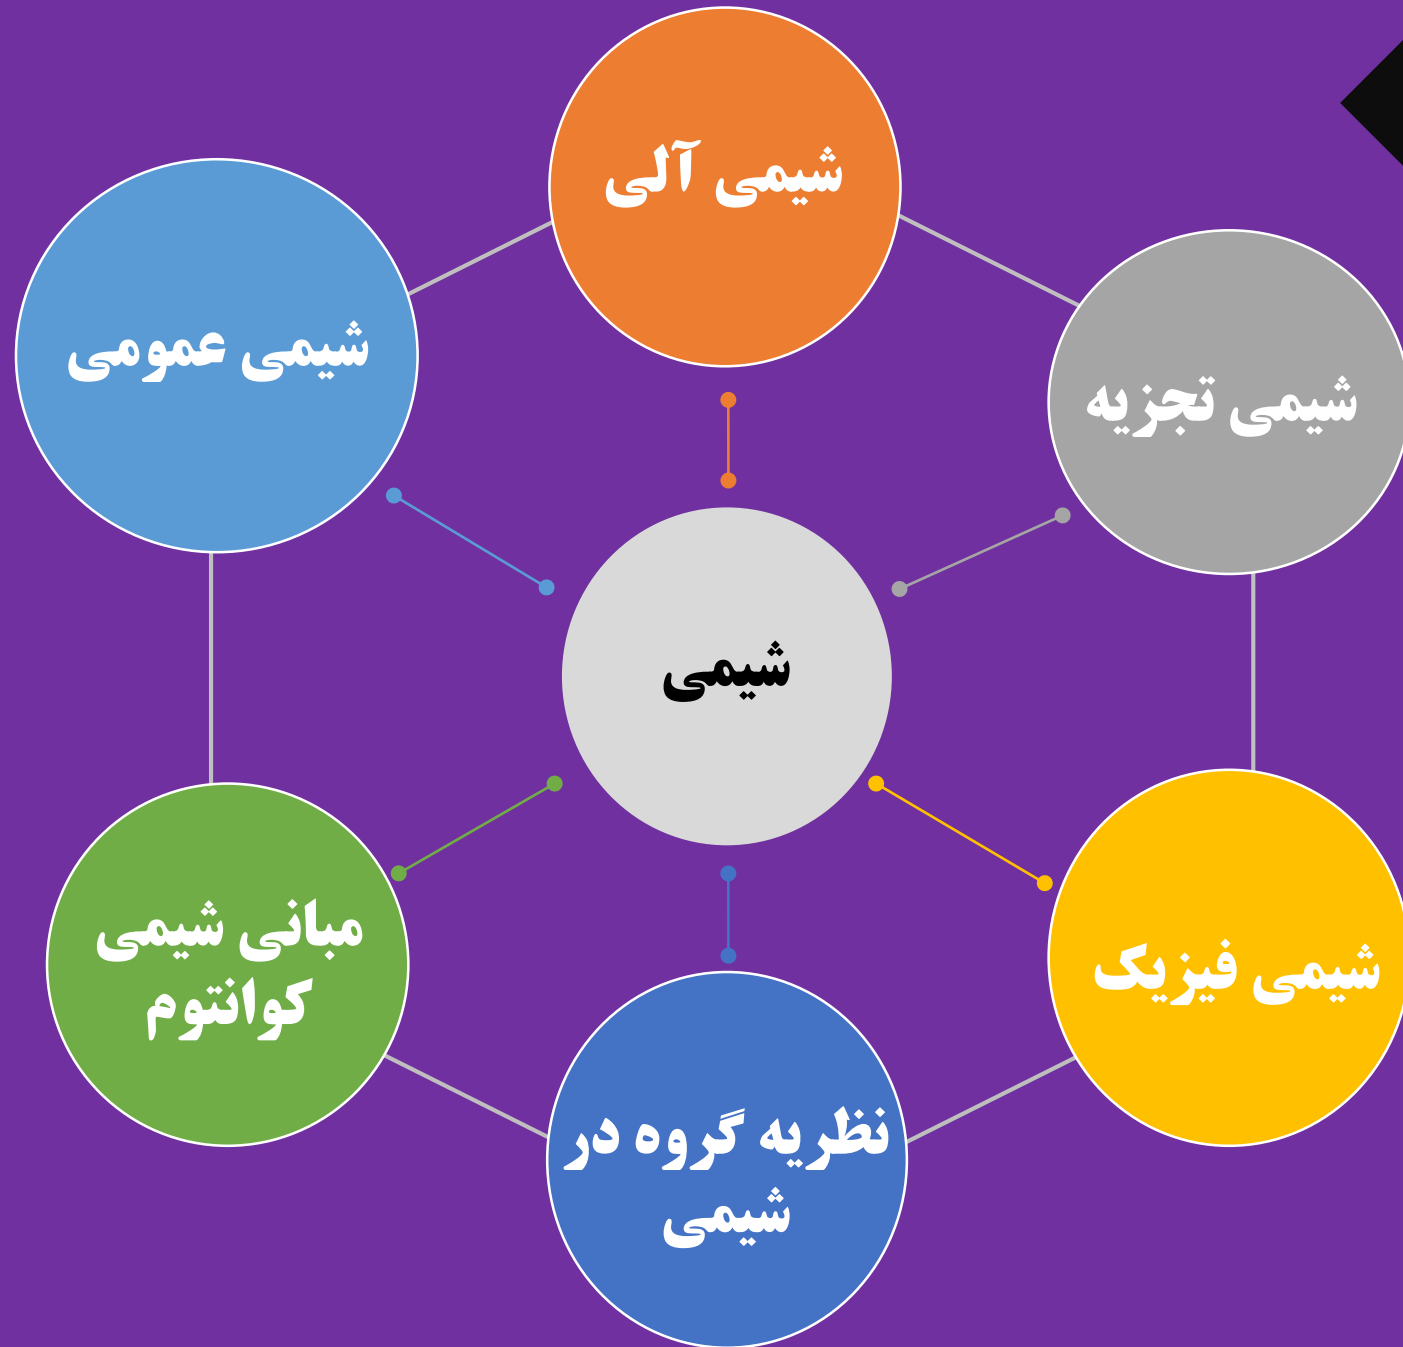 شیمی آلی
شیمی عمومی
شیمی تجزیه
شیمی
مبانی شیمی
کوانتوم
شیمی فیزیک
نظریه گروه در
شیمی